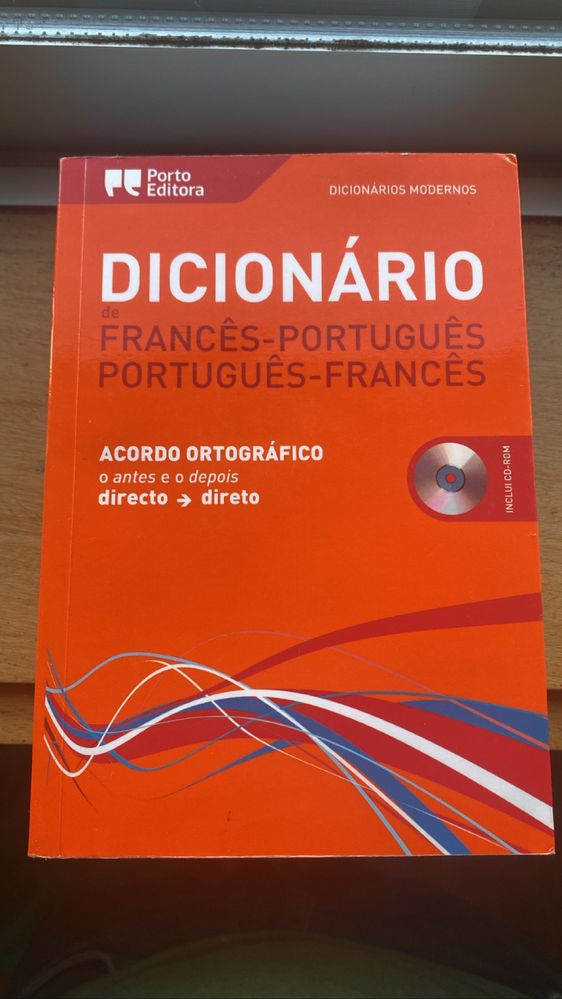 Porto
Editora
DICIONÁRIOS MODERNOS
DICIONÁRIO
de
FRANCÊS-PORTUGUÊS
PORTUGUÊS-FRANCÊS
ACORDO ORTOGRÁFICO
o antes e o depois
directo → direto
INCLUI CD-ROM